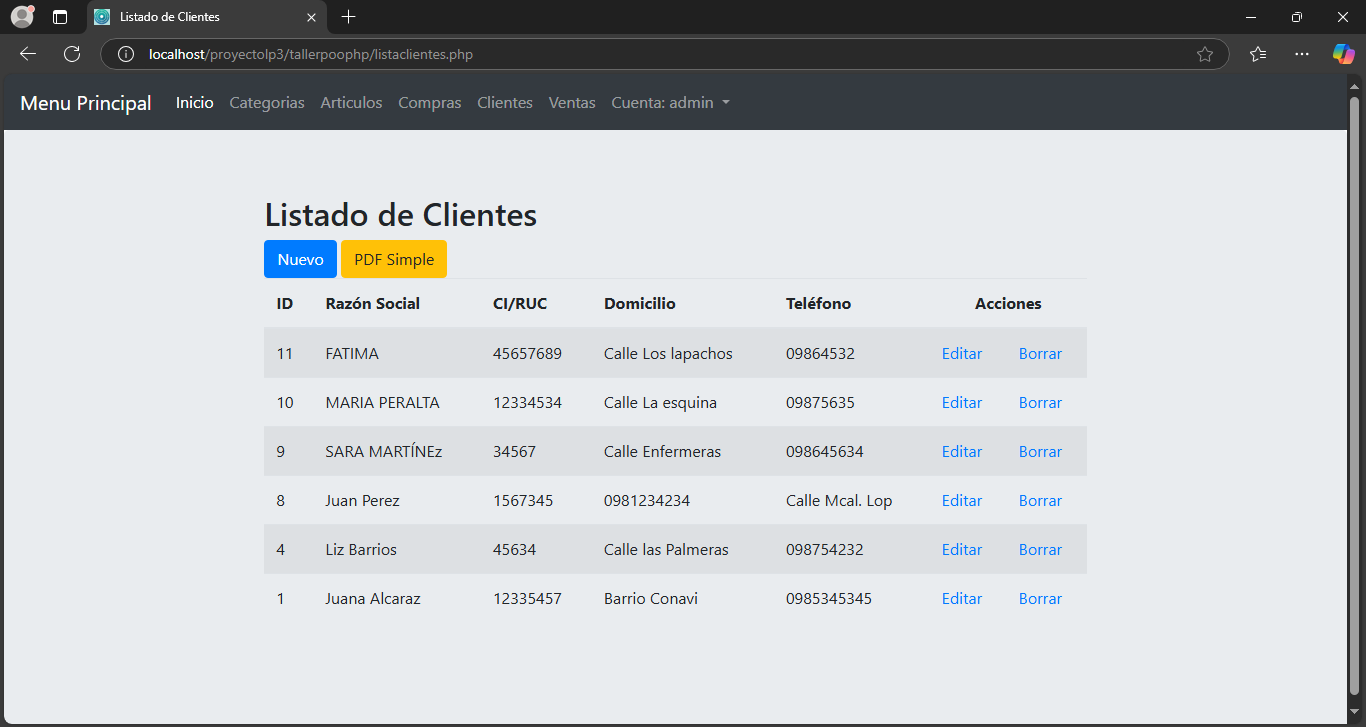 Listado de Clientes
localhost/proyectolp3/tallerpoophp/listaclientes.php
Menu Principal Inicio Categorias Articulos Compras Clientes Ventas Cuenta: admin
Listado de Clientes
Nuevo PDF Simple
ID Razón Social CI/RUC Domicilio Teléfono Acciones
11 FATIMA 45657689 Calle Los lapachos 09864532 Editar Borrar
10 MARIA PERALTA 12334534 Calle La esquina 09875635 Editar Borrar
9 SARA MARTÍNEz 34567 Calle Enfermeras 098645634 Editar Borrar
8 Juan Perez 1567345 0981234234 Calle Mcal. Lop Editar Borrar
4 Liz Barrios 45634 Calle las Palmeras 098754232 Editar Borrar
1 Juana Alcaraz 12335457 Barrio Conavi 0985345345 Editar Borrar